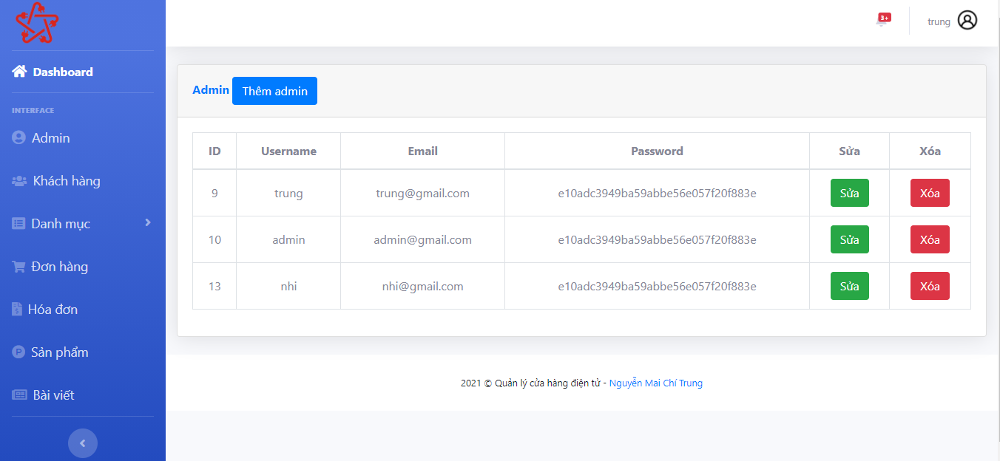 3+
trung
Dashboard
INTERFACE
Admin
Khách hàng
Danh mục
Đơn hàng
Hóa đơn
Sản phẩm
Bài viết
Admin Thêm admin
ID Username Email Password Sửa Xóa
9 trung trung@gmail.com e10adc3949ba59abbe56e057f20f883e Sửa Xóa
10 admin admin@gmail.com e10adc3949ba59abbe56e057f20f883e Sửa Xóa
13 nhi nhi@gmail.com e10adc3949ba59abbe56e057f20f883e Sửa Xóa
2021 © Quản lý cửa hàng điện tử - Nguyễn Mai Chí Trung